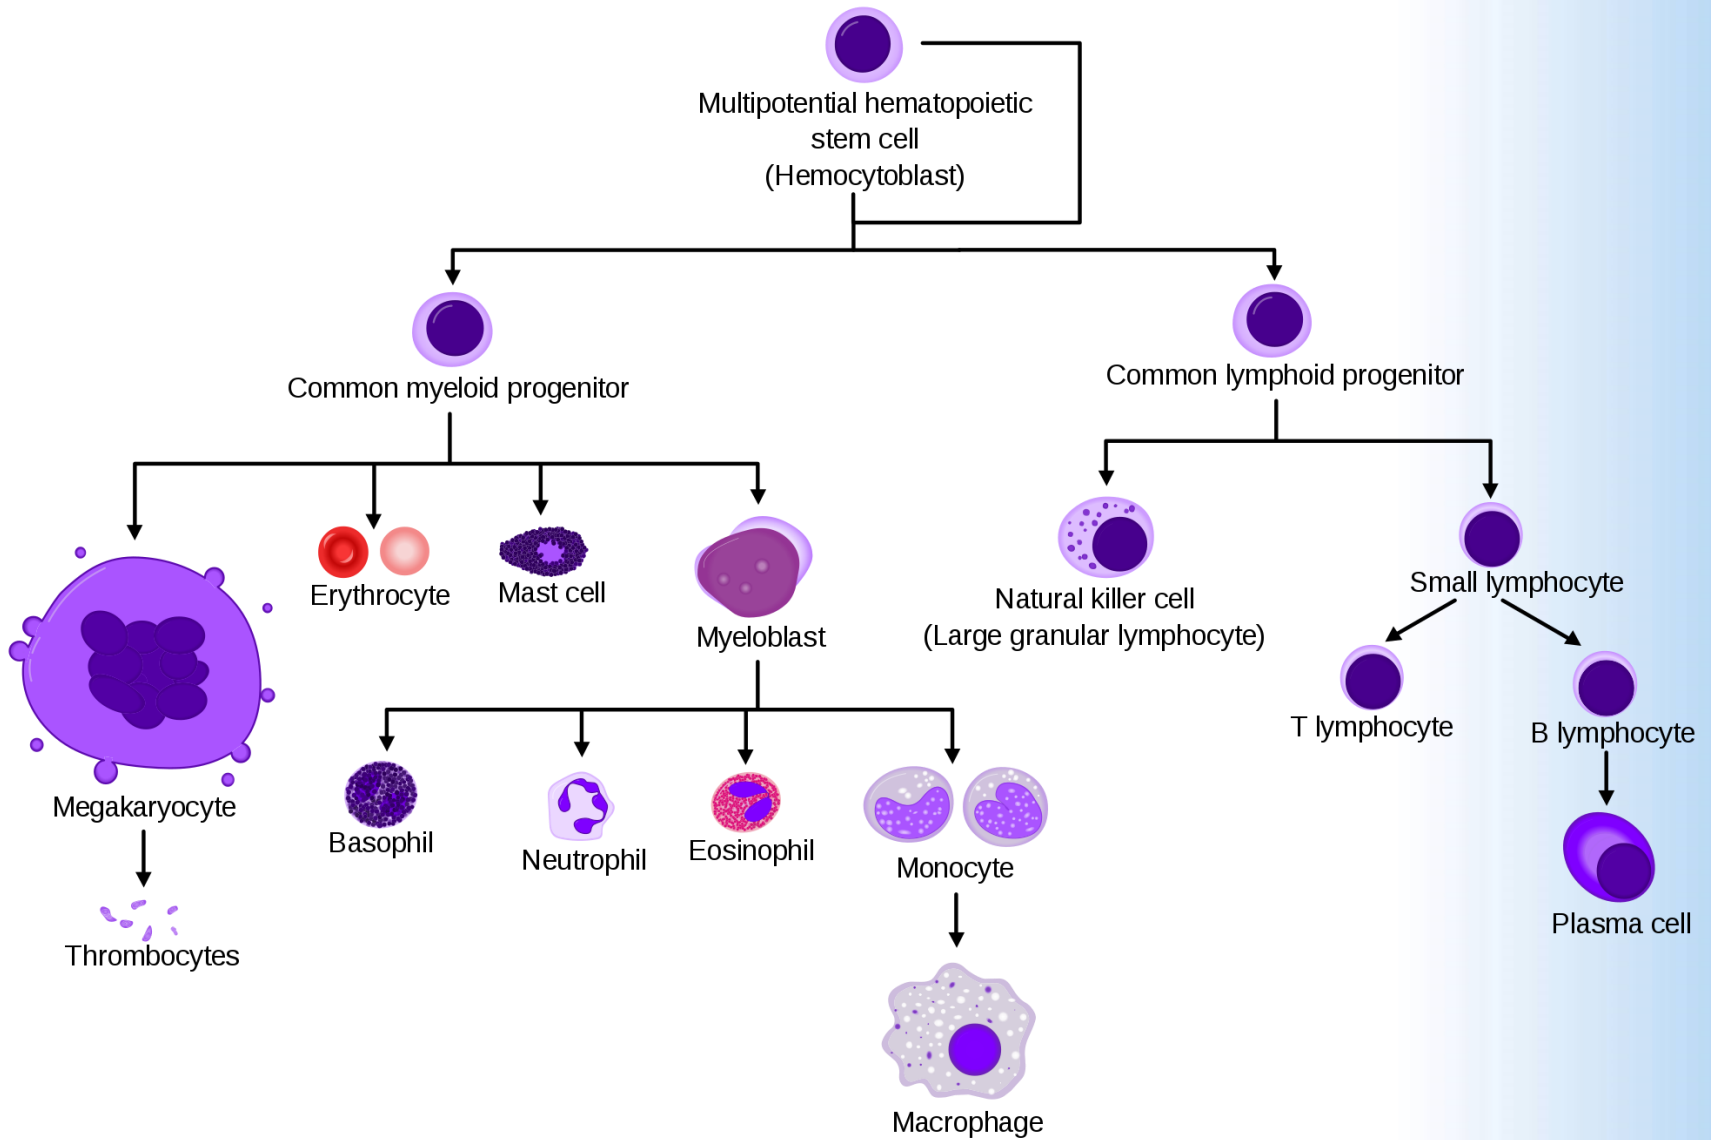 Multipotential hematopoietic
stem cell
(Hemocytoblast)
Common myeloid progenitor
Common lymphoid progenitor
Erythrocyte
Mast cell
Myeloblast
Natural killer cell
(Large granular lymphocyte)
Small lymphocyte
T lymphocyte
B lymphocyte
Megakaryocyte
Basophil
Neutrophil
Eosinophil
Monocyte
Plasma cell
Thrombocytes
Macrophage